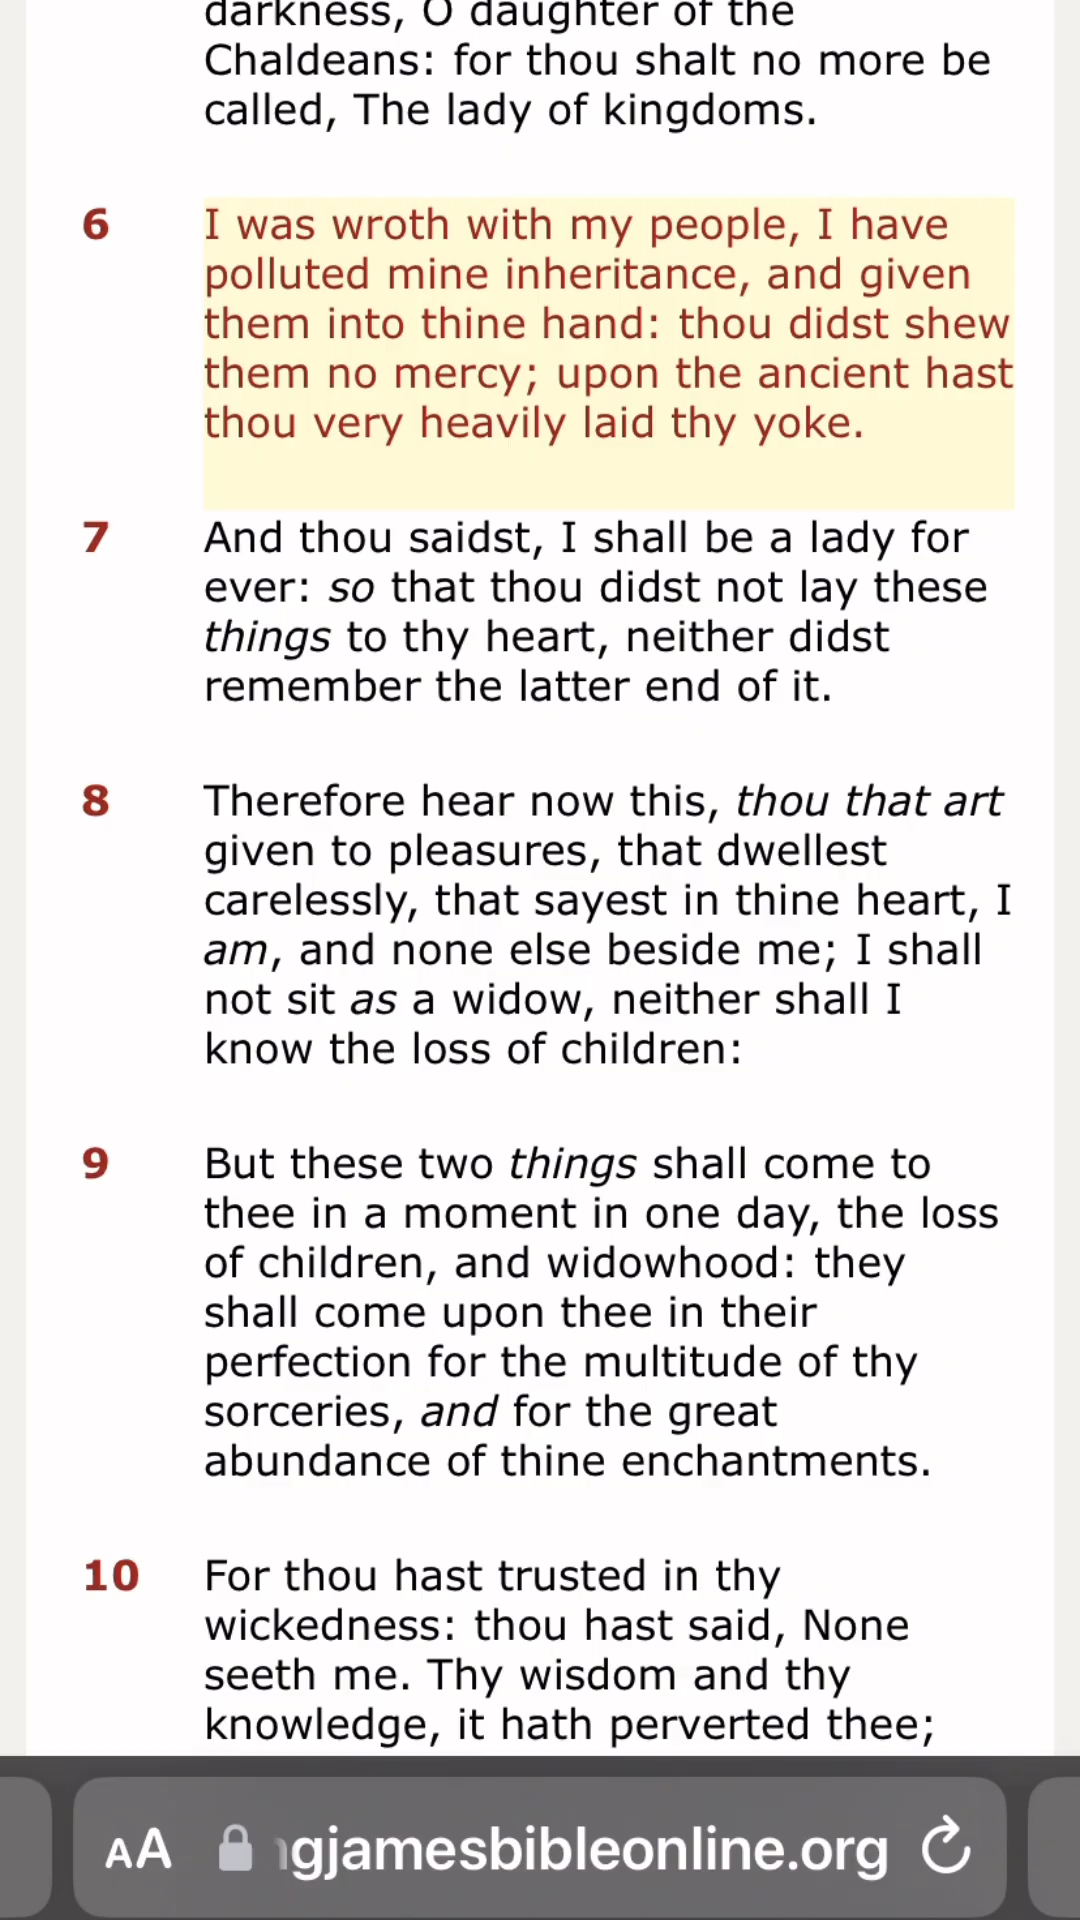 darkness, O daughter of the
Chaldeans: for thou shalt no more be
called, The lady of kingdoms.
6 I was wroth with my people, I have
polluted mine inheritance, and given
them into thine hand: thou didst shew
them no mercy; upon the ancient hast
thou very heavily laid thy yoke.
7 And thou saidst, I shall be a lady for
ever: so that thou didst not lay these
things to thy heart, neither didst
remember the latter end of it.
8 Therefore hear now this, thou that art
given to pleasures, that dwellest
carelessly, that sayest in thine heart, I
am, and none else beside me; I shall
not sit as a widow, neither shall I
know the loss of children:
9 But these two things shall come to
thee in a moment in one day, the loss
of children, and widowhood: they
shall come upon thee in their
perfection for the multitude of thy
sorceries, and for the great
abundance of thine enchantments.
10 For thou hast trusted in thy
wickedness: thou hast said, None
seeth me. Thy wisdom and thy
knowledge, it hath perverted thee;
AA ngjamesbibleonline.org